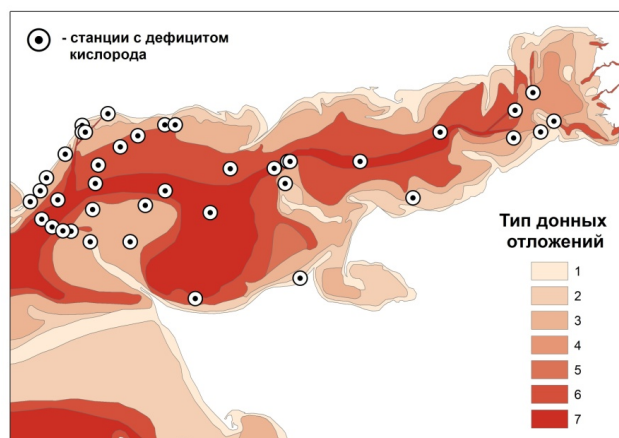 - станции с дефицитом
кислорода
Тип донных
отложений
1
2
3
4
5
6
7